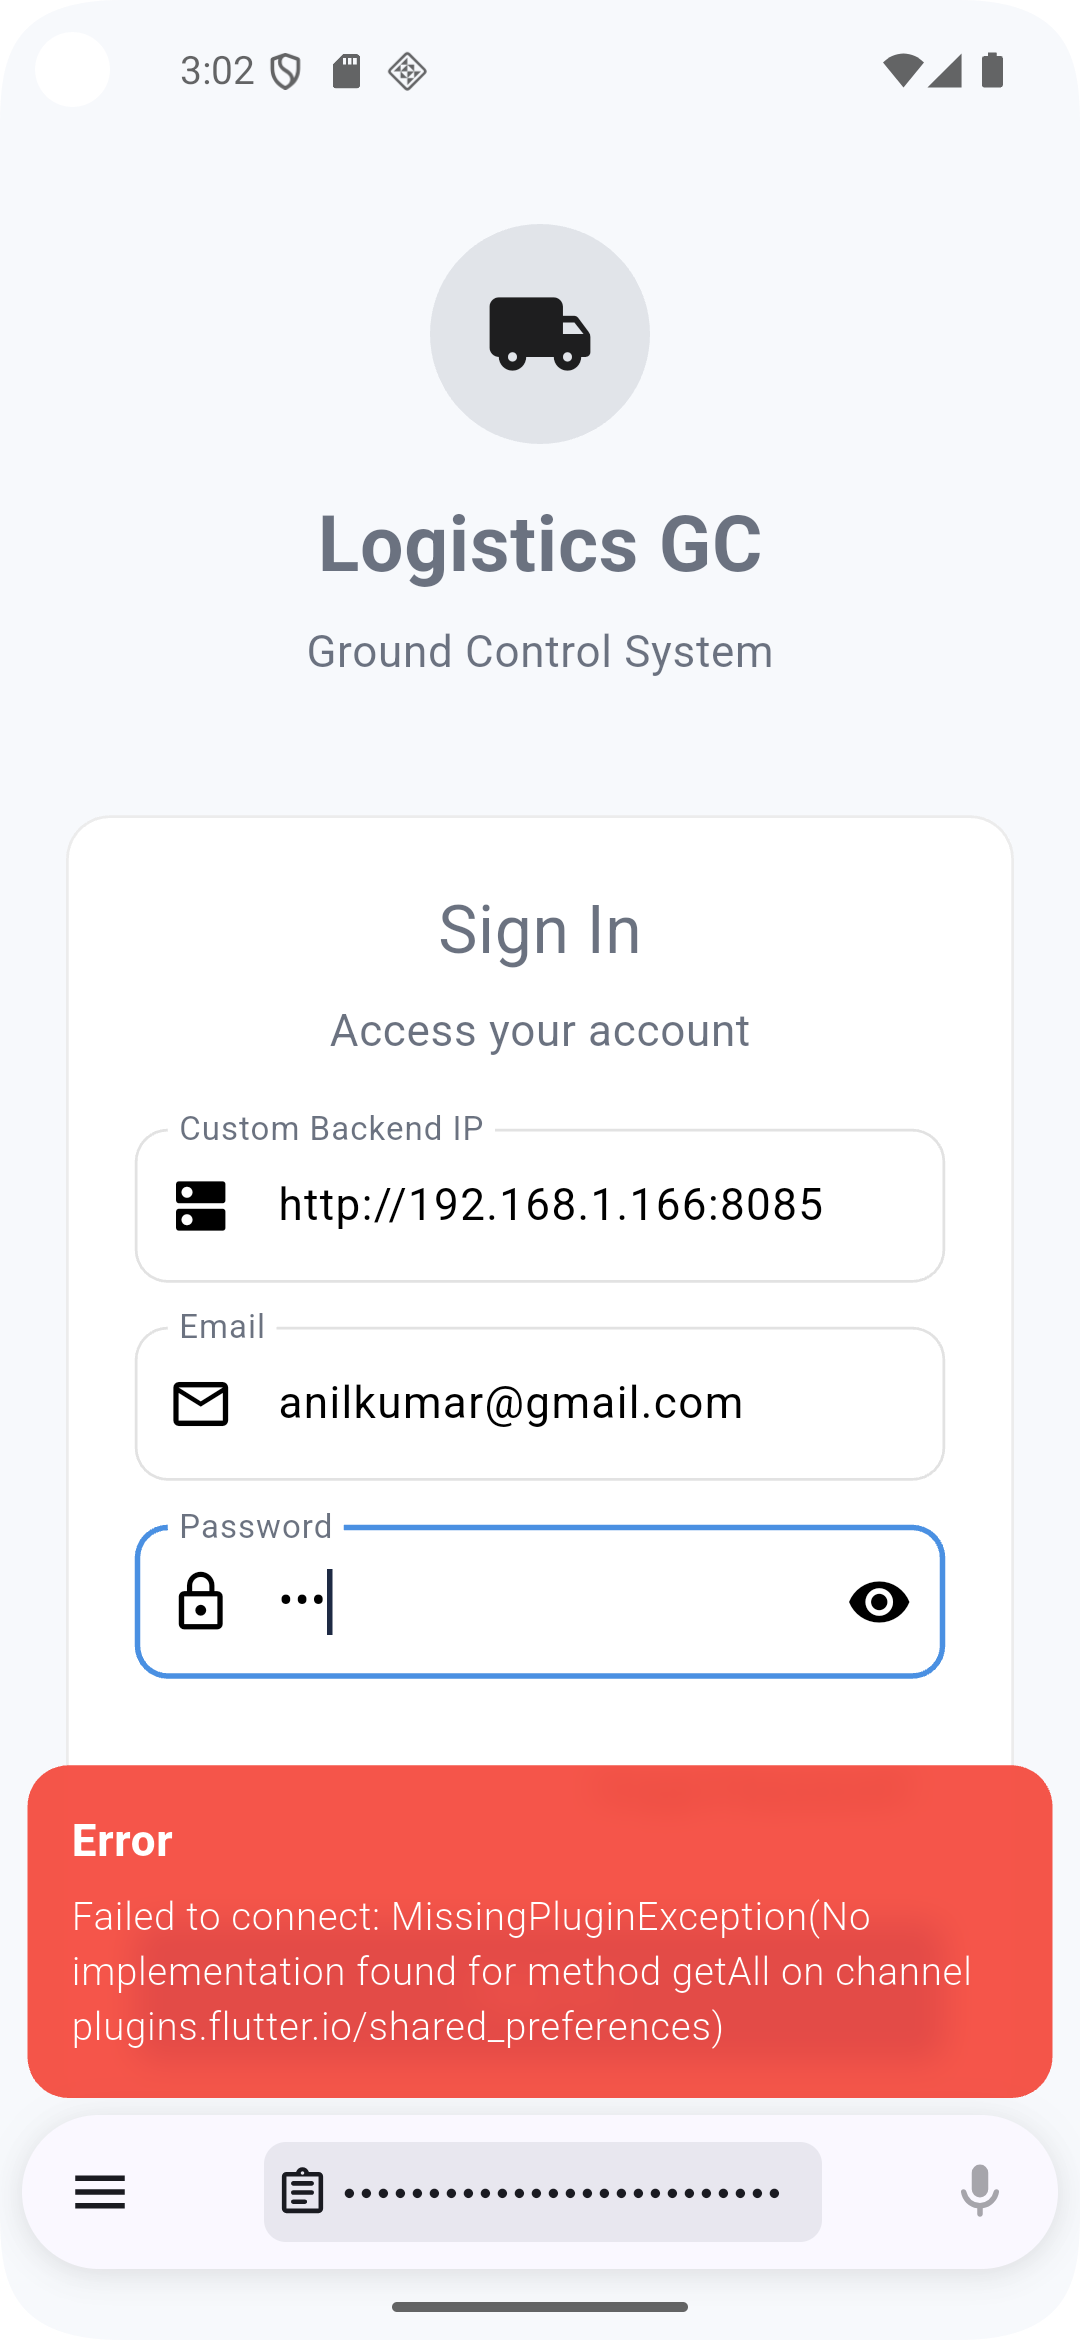 3:02
Logistics GC
Ground Control System
Sign In
Access your account
Custom Backend IP
http://192.168.1.166:8085
Email
anilkumar@gmail.com
Password
•••
Error
Failed to connect: MissingPluginException(No
implementation found for method getAll on channel
plugins.flutter.io/shared_preferences)
••••••••••••••••••••••••••